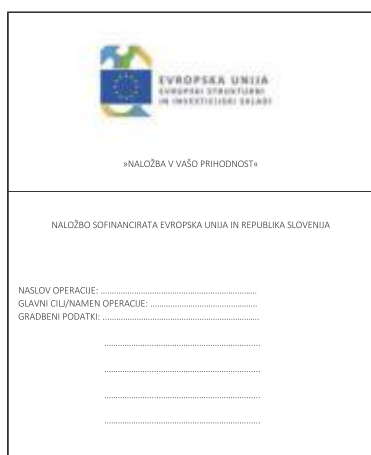 EVROPSKA UNIJA
EVROPSKI STRUKTURNI
IN INVESTICIJSKI SKLADI
»NALOŽBA V VAŠO PRIHODNOST«
NALOŽBO SOFINANCIRATA EVROPSKA UNIJA IN REPUBLIKA SLOVENIJA
NASLOV OPERACIJE: ....................................................................
GLAVNI CILJ/NAMEN OPERACIJE: ...............................................
GRADBENI PODATKI: ....................................................................
....................................................................
....................................................................
....................................................................
....................................................................